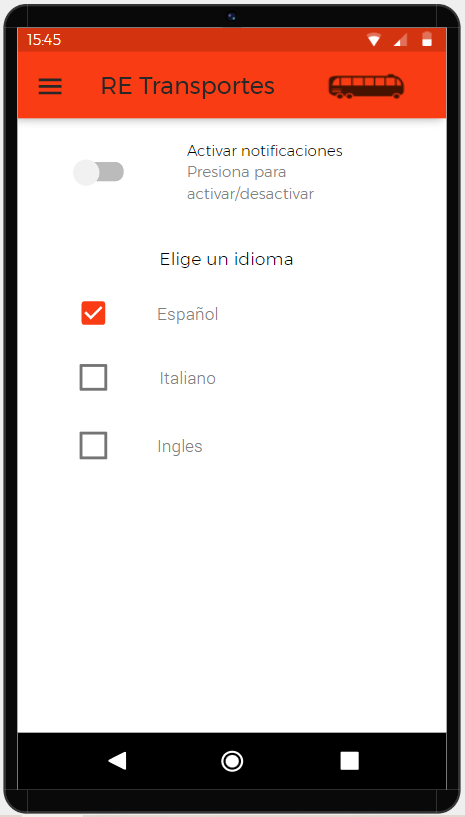 15:45
RE Transportes
Activar notificaciones
Presiona para
activar/desactivar
Elige un idioma
Español
Italiano
Ingles